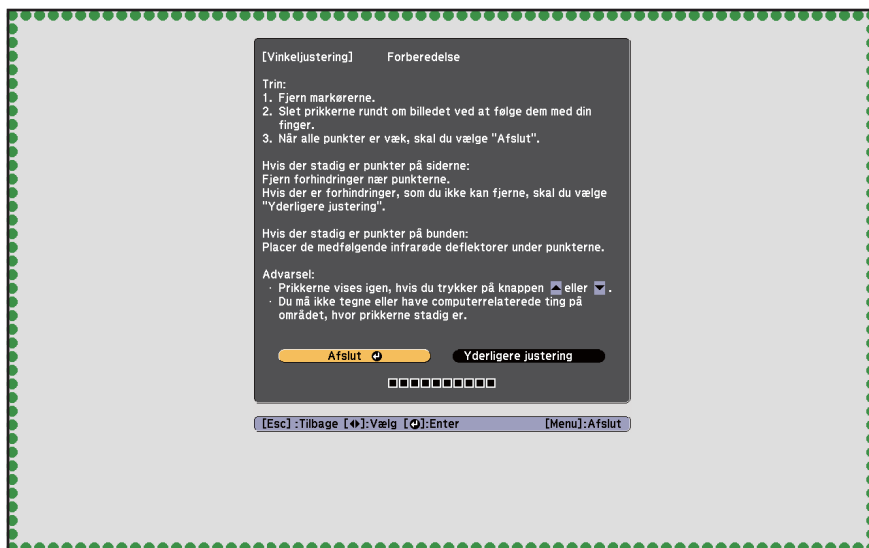 [Vinkeljustering] Forberedelse
Trin:
1. Fjern markørerne.
2. Slet prikkerne rundt om billedet ved at følge dem med din
finger.
3. Når alle punkter er væk, skal du vælge "Afslut".
Hvis der stadig er punkter på siderne:
Fjern forhindringer nær punkterne.
Hvis der er forhindringer, som du ikke kan fjerne, skal du vælge
"Yderligere justering".
Hvis der stadig er punkter på bunden:
Placer de medfølgende infrarøde deflektorer under punkterne.
Advarsel:
· Prikkerne vises igen, hvis du trykker på knappen ▲ eller ▼.
· Du må ikke tegne eller have computerrelaterede ting på
området, hvor prikkerne stadig er.
Afslut Yderligere justering
[Esc] :Tilbage [◆]:Vælg [↵]:Enter [Menu]:Afslut